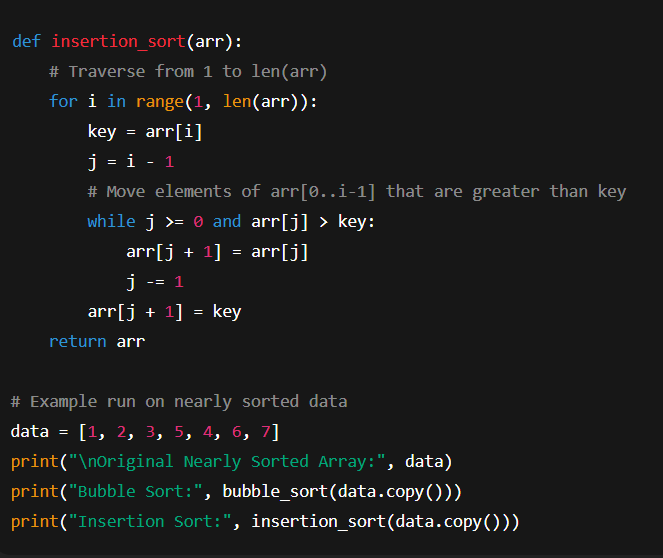 def insertion_sort(arr):
    # Traverse from 1 to len(arr)
    for i in range(1, len(arr)):
        key = arr[i]
        j = i - 1
        # Move elements of arr[0..i-1] that are greater than key
        while j >= 0 and arr[j] > key:
            arr[j + 1] = arr[j]
            j -= 1
        arr[j + 1] = key
    return arr

# Example run on nearly sorted data
data = [1, 2, 3, 5, 4, 6, 7]
print("\nOriginal Nearly Sorted Array:", data)
print("Bubble Sort:", bubble_sort(data.copy()))
print("Insertion Sort:", insertion_sort(data.copy()))